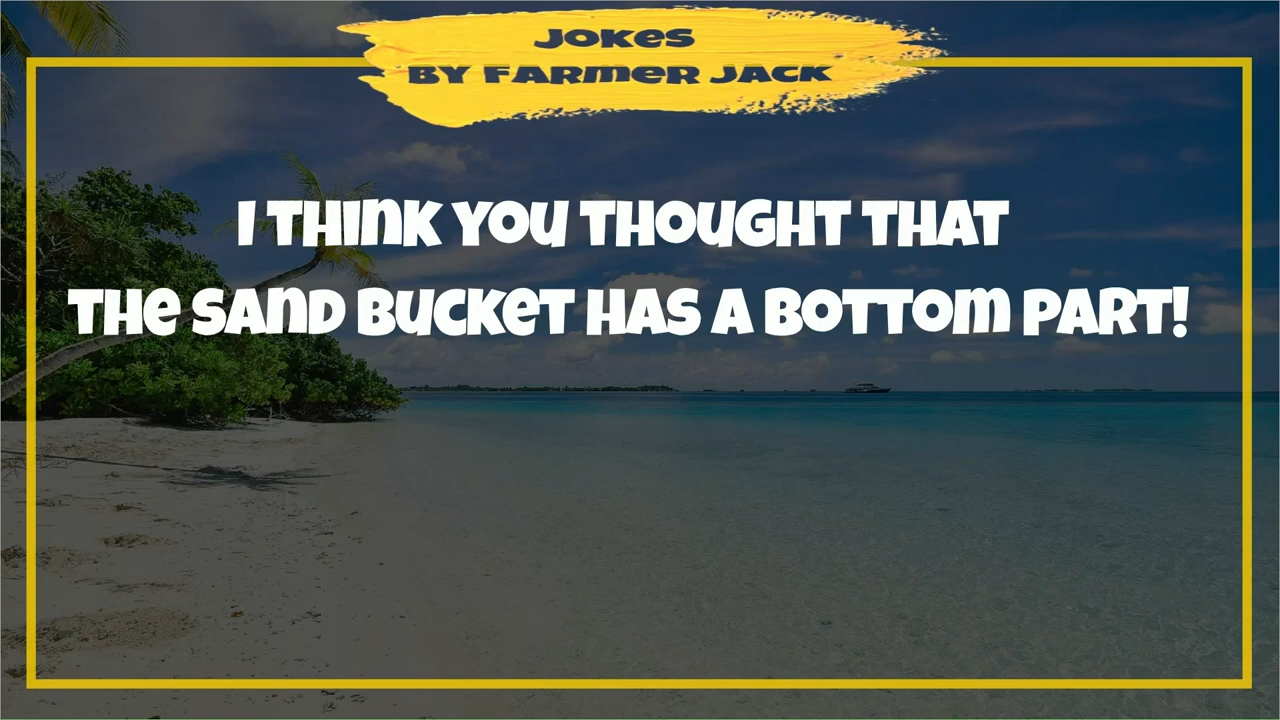 JOKES
BY FARMER JACK
I THINK YOU THOUGHT THAT
THE SAND BUCKET HAS A BOTTOM PART!